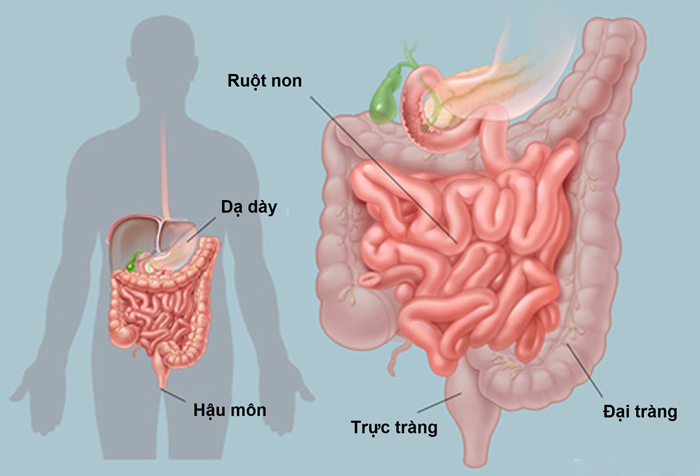 Ruột non
Dạ dày
Hậu môn
Trực tràng
Đại tràng